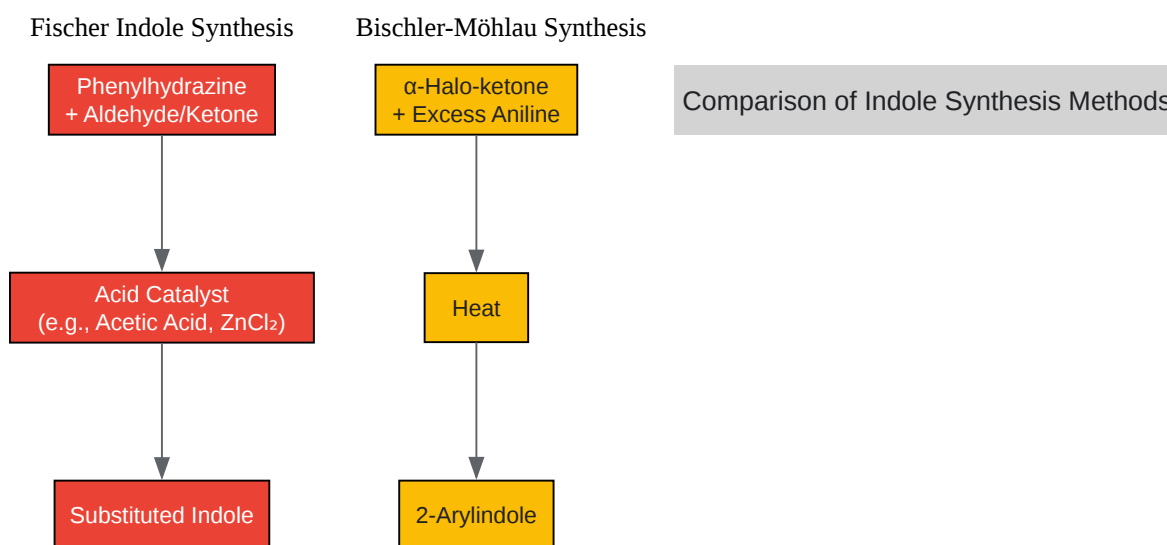 Fischer Indole Synthesis
Phenylhydrazine
+ Aldehyde/Ketone
Acid Catalyst
(e.g., Acetic Acid, ZnCl₂)
Substituted Indole
Bischler-Möhlau Synthesis
α-Halo-ketone
+ Excess Aniline
Heat
2-Arylindole
Comparison of Indole Synthesis Methods